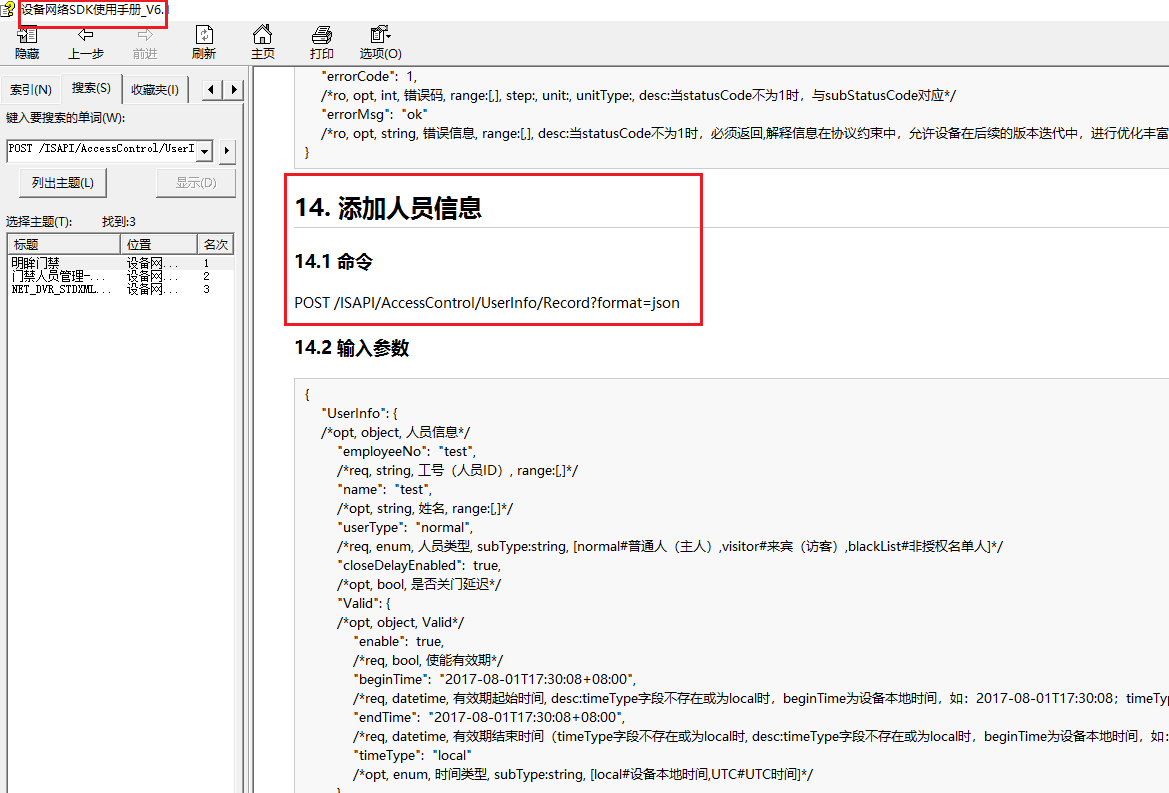 设备网络SDK使用手册_V6.
隐藏
上一步
前进
刷新
主页
打印
选项(O)
索引(N)
搜索(S)
收藏夹(I)
键入要搜索的单词(W):
POST /ISAPI/AccessControl/UserI
列出主题(L)
显示(D)
选择主题(T): 找到:3
标题 位置 名次
明眸门禁 设备网... 1
门禁人员管理-... 设备网... 2
NET_DVR_STDXML... 设备网... 3
"errorCode": 1,
/*ro, opt, int, 错误码, range:[,], step:, unit:, unitType:, desc:当statusCode不为1时，与subStatusCode对应*/
"errorMsg": "ok"
/*ro, opt, string, 错误信息, range:[,], desc:当statusCode不为1时，必须返回,解释信息在协议约束中，允许设备在后续的版本迭代中，进行优化丰富
}
14. 添加人员信息
14.1 命令
POST /ISAPI/AccessControl/UserInfo/Record?format=json
14.2 输入参数
{
"UserInfo": {
/*opt, object, 人员信息*/
"employeeNo": "test",
/*req, string, 工号（人员ID）, range:[,]*/
"name": "test",
/*opt, string, 姓名, range:[,]*/
"userType": "normal",
/*req, enum, 人员类型, subType:string, [normal#普通人（主人）,visitor#来宾（访客）,blackList#非授权名单人]*/
"closeDelayEnabled": true,
/*opt, bool, 是否关门延迟*/
"Valid": {
/*opt, object, Valid*/
"enable": true,
/*req, bool, 使能有效期*/
"beginTime": "2017-08-01T17:30:08+08:00",
/*req, datetime, 有效期起始时间, desc:timeType字段不存在或为local时，beginTime为设备本地时间，如：2017-08-01T17:30:08；timeTy
"endTime": "2017-08-01T17:30:08+08:00",
/*req, datetime, 有效期结束时间（timeType字段不存在或为local时, desc:timeType字段不存在或为local时，beginTime为设备本地时间，如:
"timeType": "local"
/*opt, enum, 时间类型, subType:string, [local#设备本地时间,UTC#UTC时间]*/